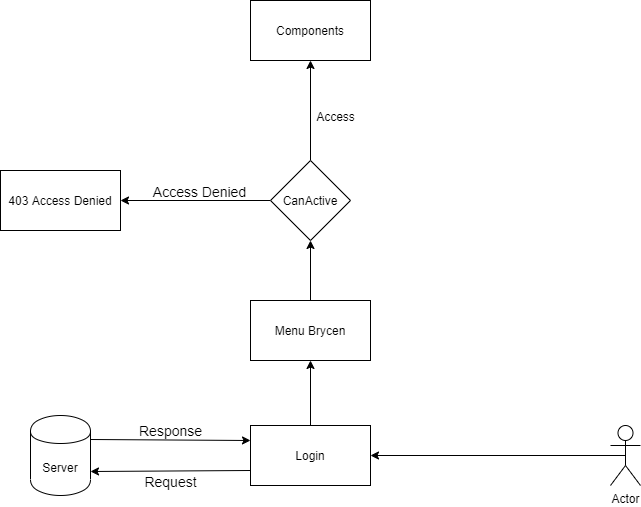 Components
Access
Access Denied
403 Access Denied
CanActive
Menu Brycen
Response
Server
Login
Request
Actor